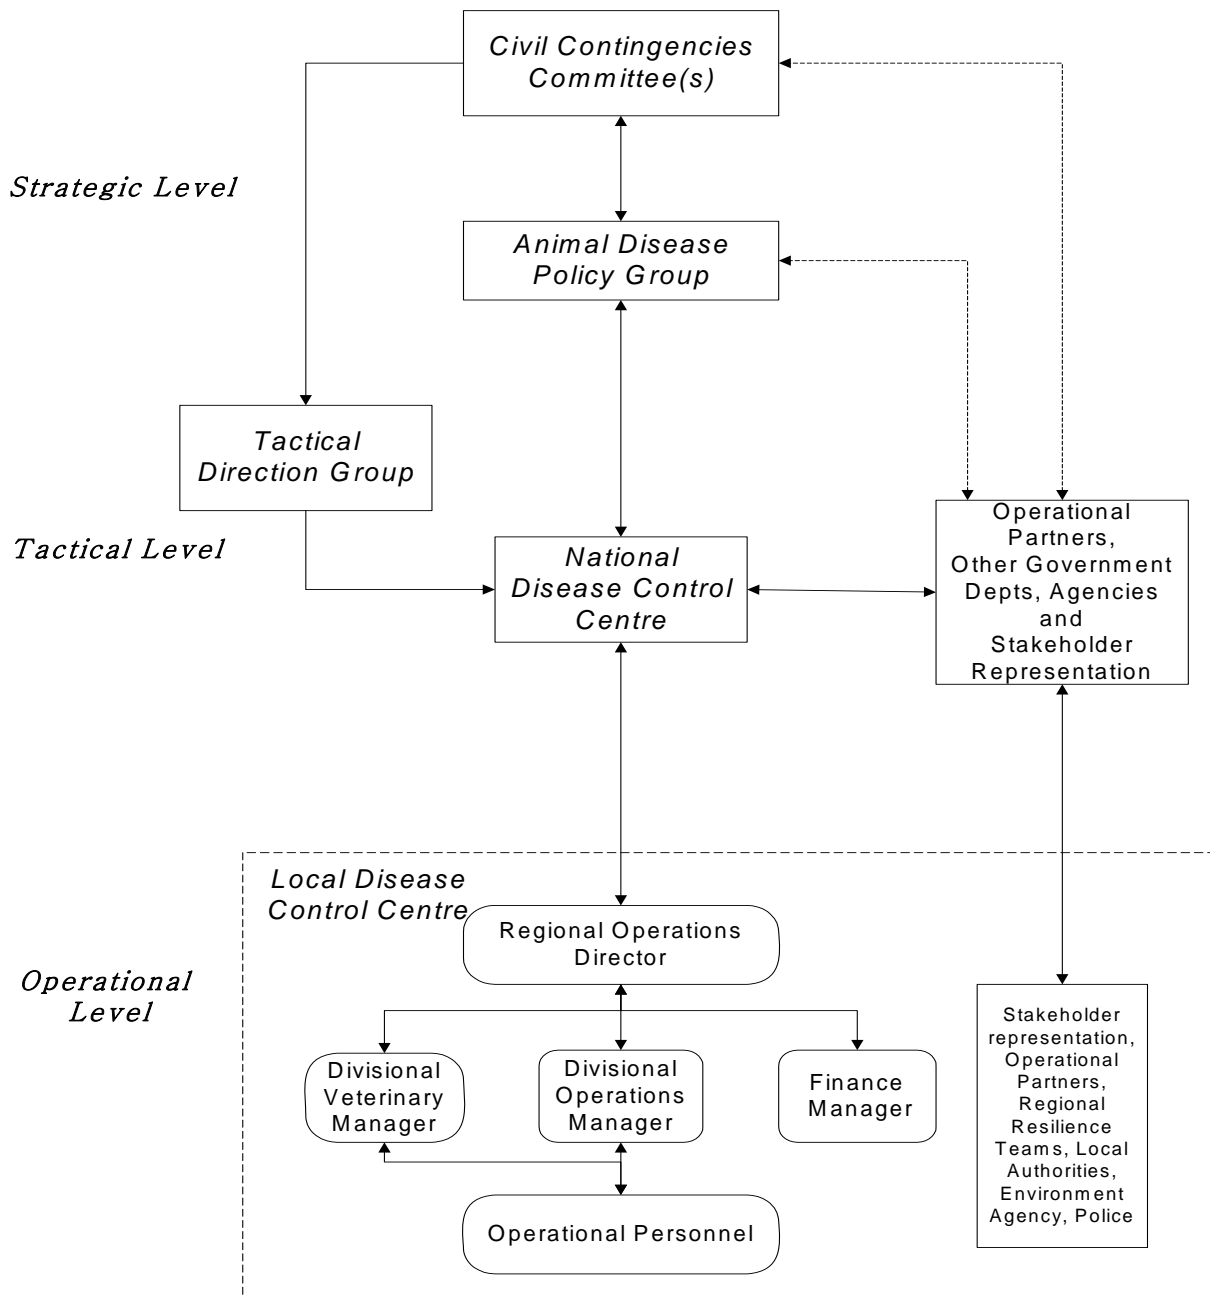 Civil Contingencies
Committee(s)
Strategic Level
Animal Disease
Policy Group
Tactical
Direction Group
Tactical Level
National
Disease Control
Centre
Operational
Partners,
Other Government
Depts, Agencies
and
Stakeholder
Representation
Local Disease
Control Centre
Regional Operations
Director
Operational
Level
Divisional
Veterinary
Manager
Divisional
Operations
Manager
Finance
Manager
Stakeholder
representation,
Operational
Partners,
Regional
Resilience
Teams, Local
Authorities,
Environment
Agency, Police
Operational Personnel